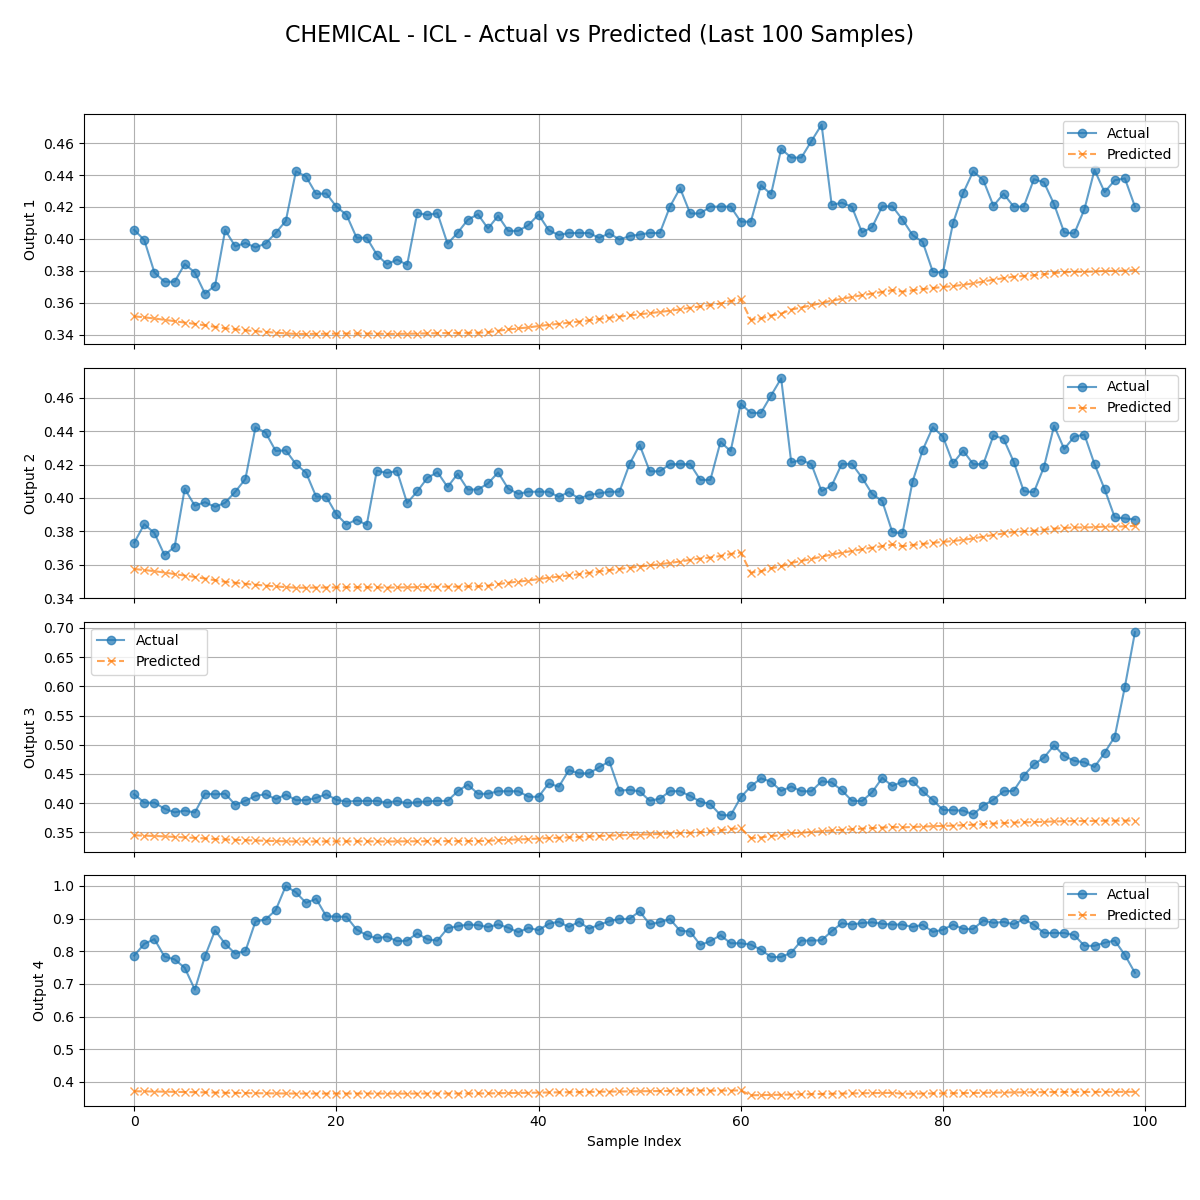 CHEMICAL - ICL - Actual vs Predicted (Last 100 Samples)
Output 1
0.46
0.44
0.42
0.40
0.38
0.36
0.34
Actual
Predicted
Output 2
0.46
0.44
0.42
0.40
0.38
0.36
0.34
Actual
Predicted
Output 3
0.70
0.65
0.60
0.55
0.50
0.45
0.40
0.35
Actual
Predicted
Output 4
1.0
0.9
0.8
0.7
0.6
0.5
0.4
Actual
Predicted
0 20 40 60 80 100
Sample Index